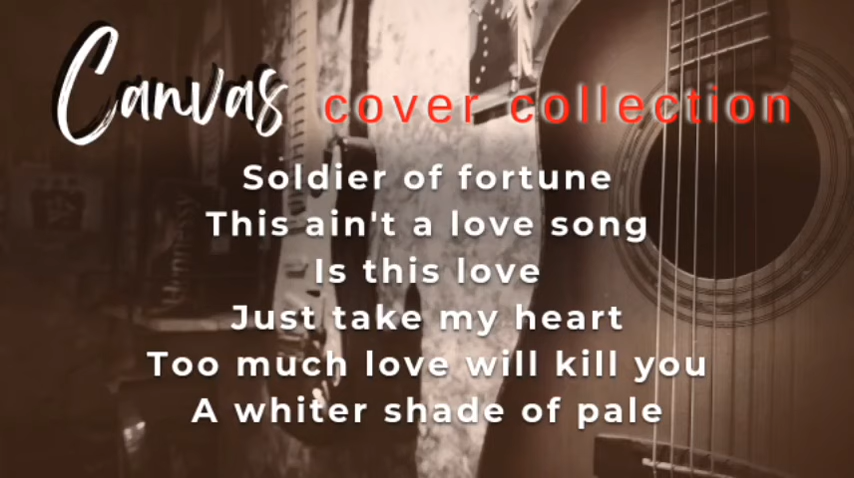 Canvas cover collection
Soldier of fortune
This ain't a love song
Is this love
Just take my heart
Too much love will kill you
A whiter shade of pale
Hennessy